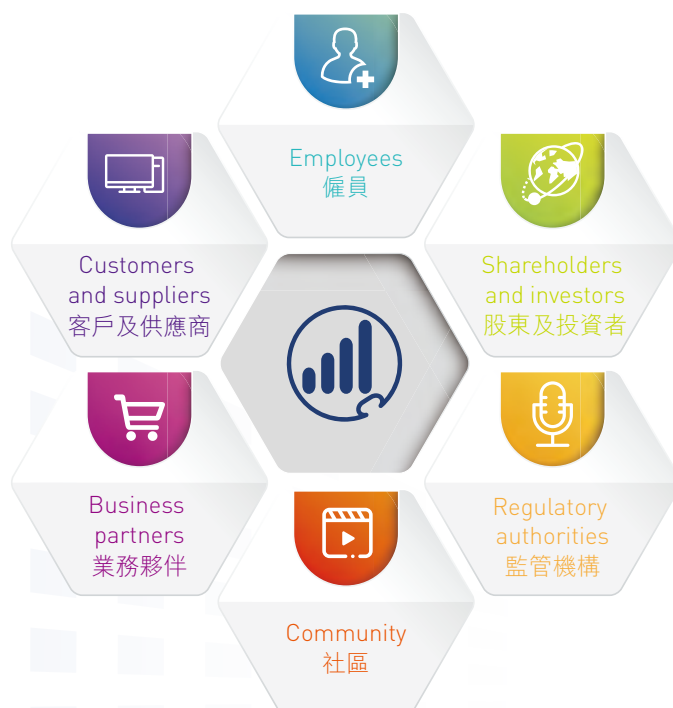 Employees
僱員
Customers
and suppliers
客戶及供應商
Shareholders
and investors
股東及投資者
Business
partners
業務夥伴
Regulatory
authorities
監管機構
Community
社區